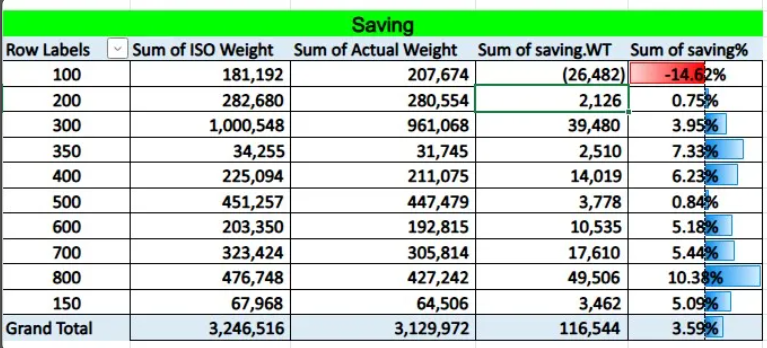 Saving
Row Labels Sum of ISO Weight Sum of Actual Weight Sum of saving.WT Sum of saving%
100 181,192 207,674 (26,482) -14.62%
200 282,680 280,554 2,126 0.75%
300 1,000,548 961,068 39,480 3.95%
350 34,255 31,745 2,510 7.33%
400 225,094 211,075 14,019 6.23%
500 451,257 447,479 3,778 0.84%
600 203,350 192,815 10,535 5.18%
700 323,424 305,814 17,610 5.44%
800 476,748 427,242 49,506 10.38%
150 67,968 64,506 3,462 5.09%
Grand Total 3,246,516 3,129,972 116,544 3.59%